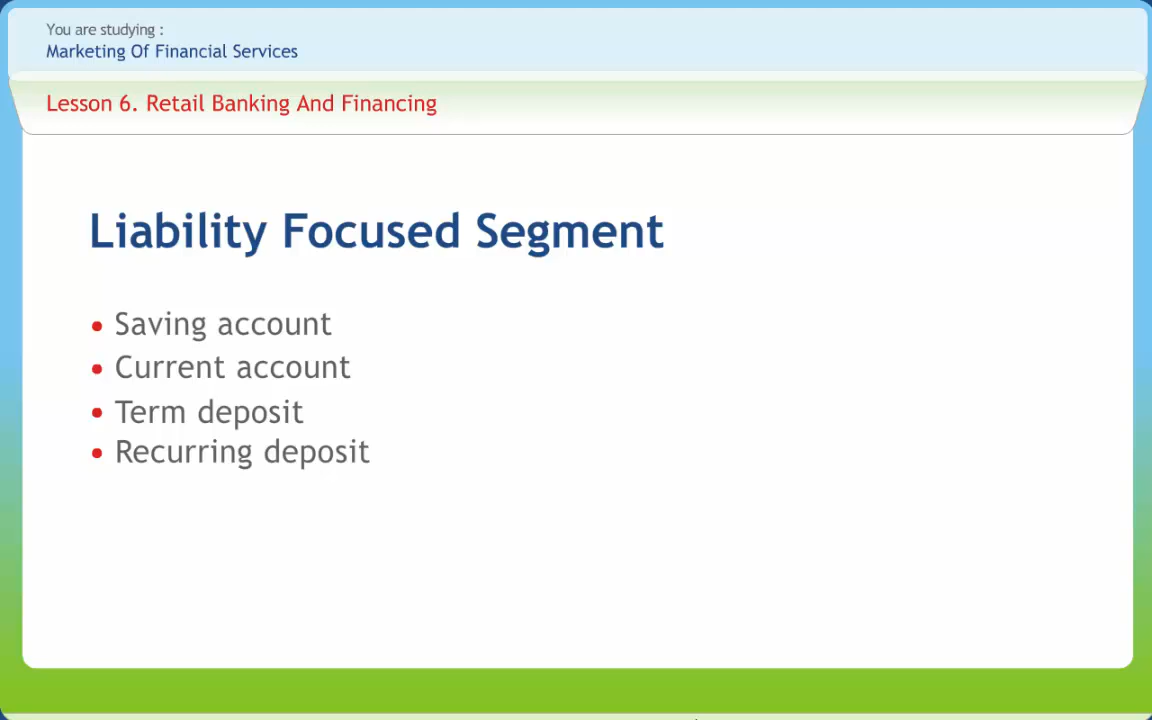 You are studying :
Marketing Of Financial Services
Lesson 6. Retail Banking And Financing
Liability Focused Segment
• Saving account
• Current account
• Term deposit
• Recurring deposit